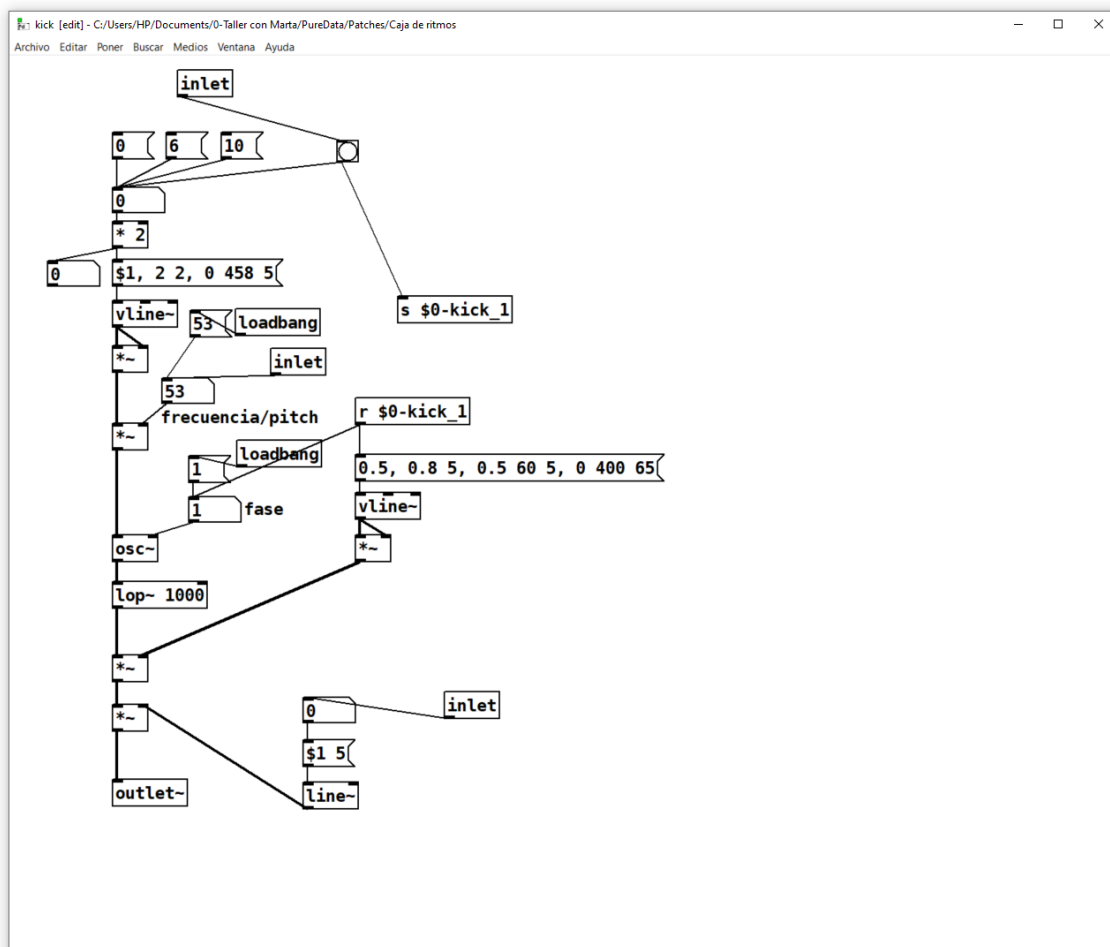 kick [edit] - C:/Users/HP/Documents/0-Taller con Marta/PureData/Patches/Caja de ritmos
Archivo Editar Poner Buscar Medios Ventana Ayuda
inlet
0 6 10
0
* 2
0 $1, 2 2, 0 458 5
s $0-kick_1
vline~ 53 loadbang
*~ inlet
53
frecuencia/pitch r $0-kick_1
*~
loadbang
1 0.5, 0.8 5, 0.5 60 5, 0 400 65
1 fase vline~
osc~ *~
lop~ 1000
*~
0 inlet
*~
$1 5
outlet~ line~